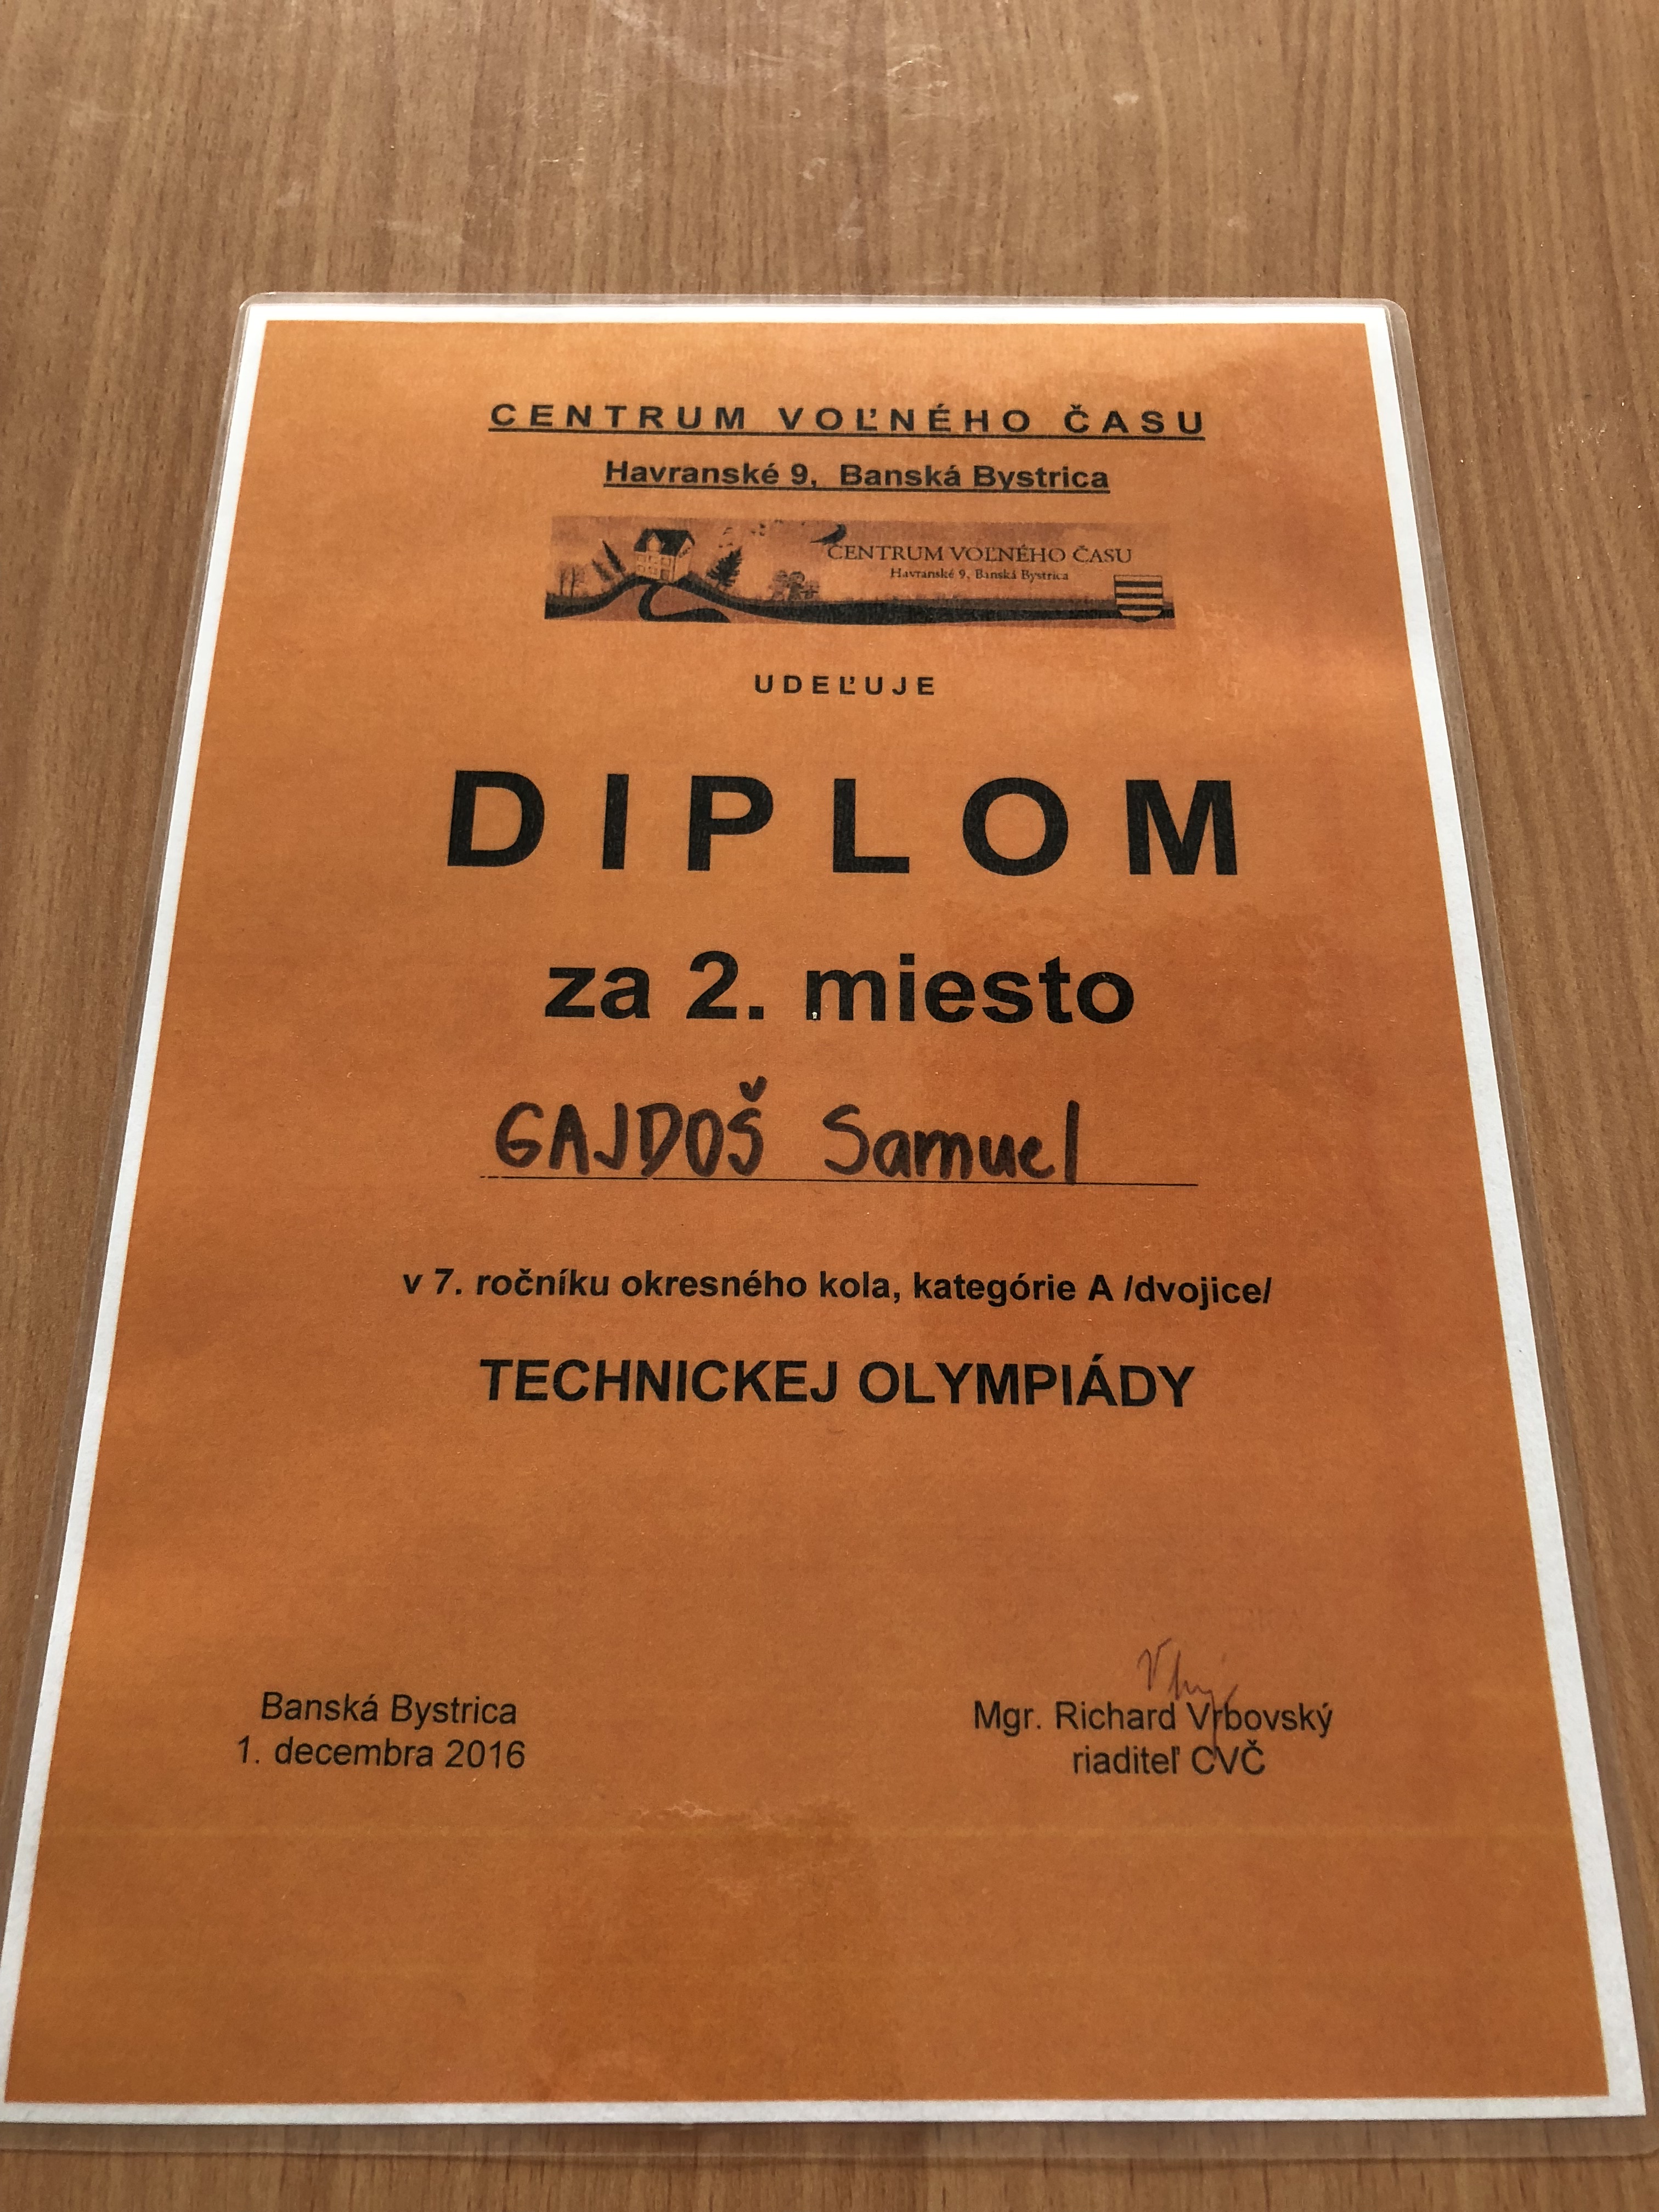 CENTRUM VOĽNÉHO ČASU
Havranské 9, Banská Bystrica
CENTRUM VOĽNÉHO ČASU
Havranské 9, Banská Bystrica
UDEĽUJE
DIPLOM
za 2. miesto
GAJDOŠ Samuel
v 7. ročníku okresného kola, kategórie A /dvojice/
TECHNICKEJ OLYMPIÁDY
Banská Bystrica
1. decembra 2016
Mgr. Richard Vrbovský
riaditeľ CVČ